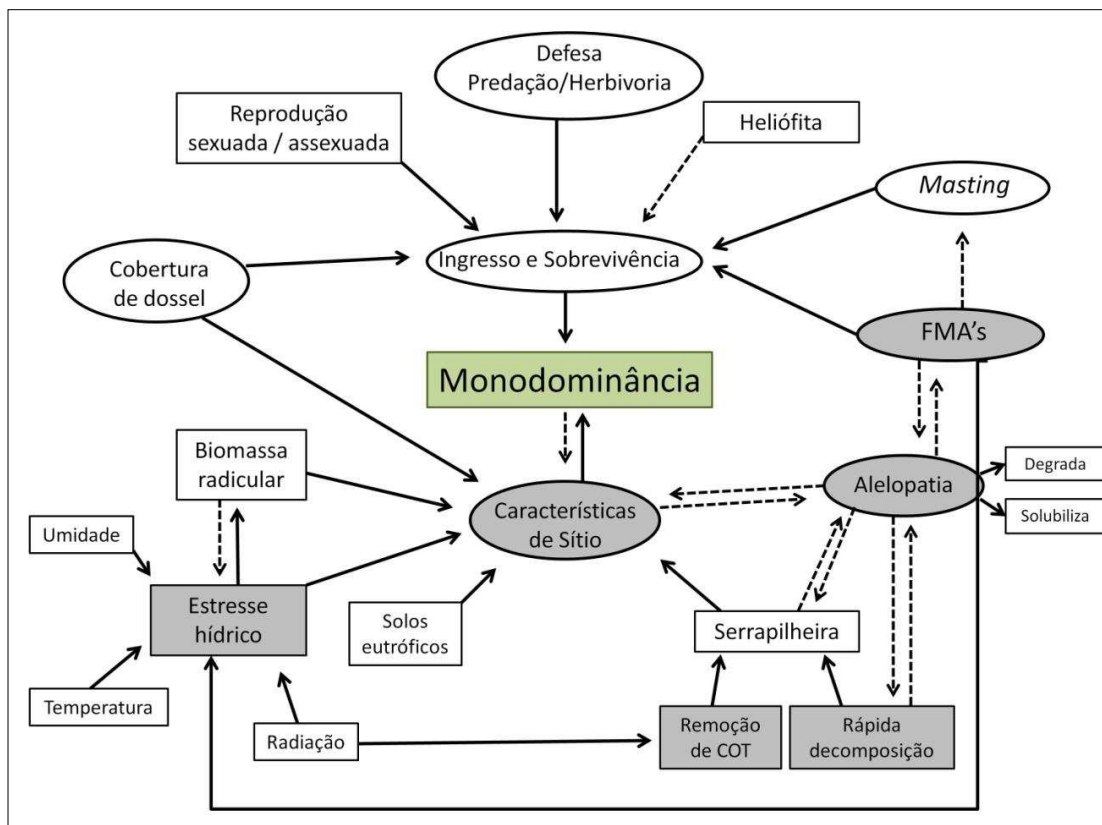 Defesa
Predação/Herbivoria
Reprodução
sexuada / assexuada
Heliófita
Masting
Ingresso e Sobrevivência
Cobertura
de dossel
FMA's
Monodominância
Biomassa
radicular
Alelopatia
Degrada
Solubiliza
Características
de Sítio
Umidade
Estresse
hídrico
Solos
eutróficos
Serrapilheira
Temperatura
Radiação
Remoção
de COT
Rápida
decomposição